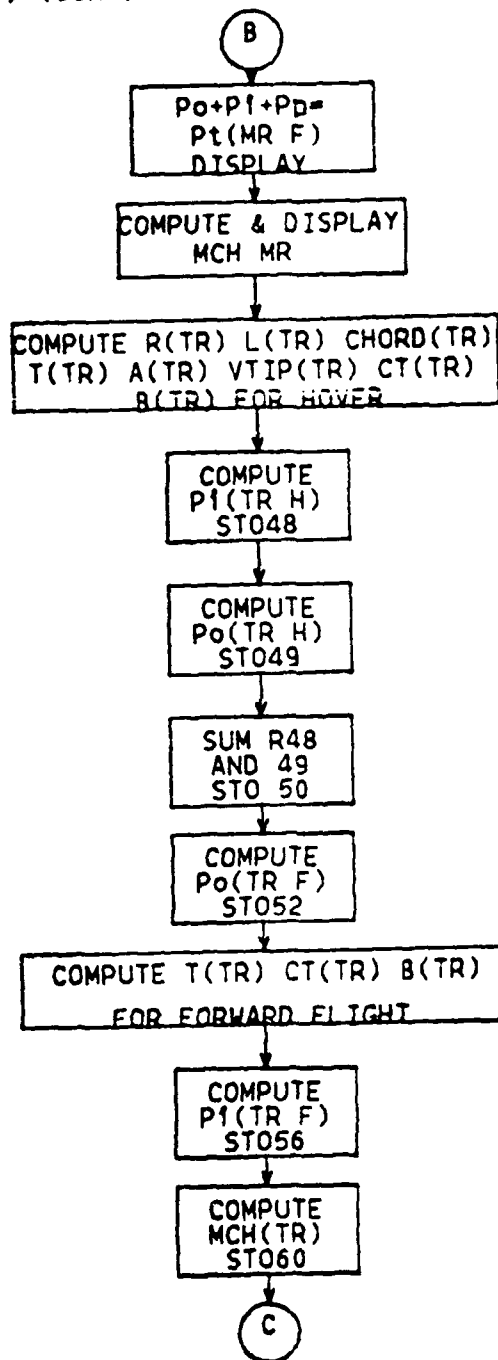 B
Po+Pi+Pp=
Pt(MR F)
DISPLAY
COMPUTE & DISPLAY
MCH MR
COMPUTE R(TR) L(TR) CHORD(TR)
T(TR) A(TR) VTIP(TR) CT(TR)
B(TR) FOR HOVER
COMPUTE
Pi(TR H)
STO48
COMPUTE
Po(TR H)
STO49
SUM R48
AND 49
STO 50
COMPUTE
Po(TR F)
STO52
COMPUTE T(TR) CT(TR) B(TR)
FOR FORWARD FLIGHT
COMPUTE
Pi(TR F)
STO56
COMPUTE
MCH(TR)
STO60
C